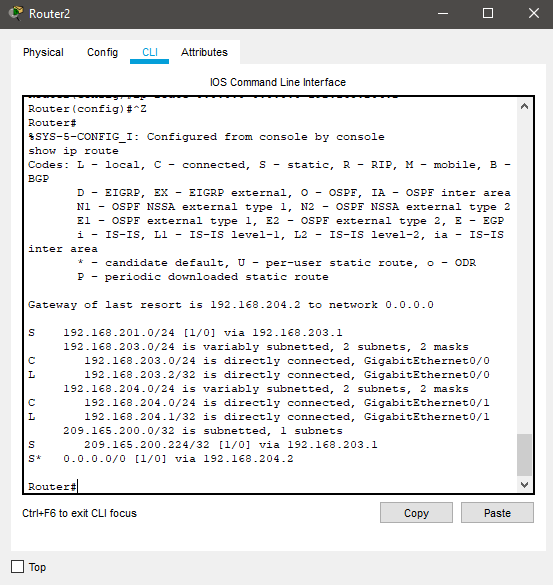 Router2
Physical Config CLI Attributes
IOS Command Line Interface
Router(config)#^Z
Router#
%SYS-5-CONFIG_I: Configured from console by console
show ip route
Codes: L - local, C - connected, S - static, R - RIP, M - mobile, B -
BGP
D - EIGRP, EX - EIGRP external, O - OSPF, IA - OSPF inter area
N1 - OSPF NSSA external type 1, N2 - OSPF NSSA external type 2
E1 - OSPF external type 1, E2 - OSPF external type 2, E - EGP
i - IS-IS, L1 - IS-IS level-1, L2 - IS-IS level-2, ia - IS-IS
inter area
* - candidate default, U - per-user static route, o - ODR
P - periodic downloaded static route
Gateway of last resort is 192.168.204.2 to network 0.0.0.0
S 192.168.201.0/24 [1/0] via 192.168.203.1
192.168.203.0/24 is variably subnetted, 2 subnets, 2 masks
C 192.168.203.0/24 is directly connected, GigabitEthernet0/0
L 192.168.203.2/32 is directly connected, GigabitEthernet0/0
192.168.204.0/24 is variably subnetted, 2 subnets, 2 masks
C 192.168.204.0/24 is directly connected, GigabitEthernet0/1
L 192.168.204.1/32 is directly connected, GigabitEthernet0/1
209.165.200.0/32 is subnetted, 1 subnets
S 209.165.200.224/32 [1/0] via 192.168.203.1
S* 0.0.0.0/0 [1/0] via 192.168.204.2
Router#
Ctrl+F6 to exit CLI focus
Copy Paste
Top